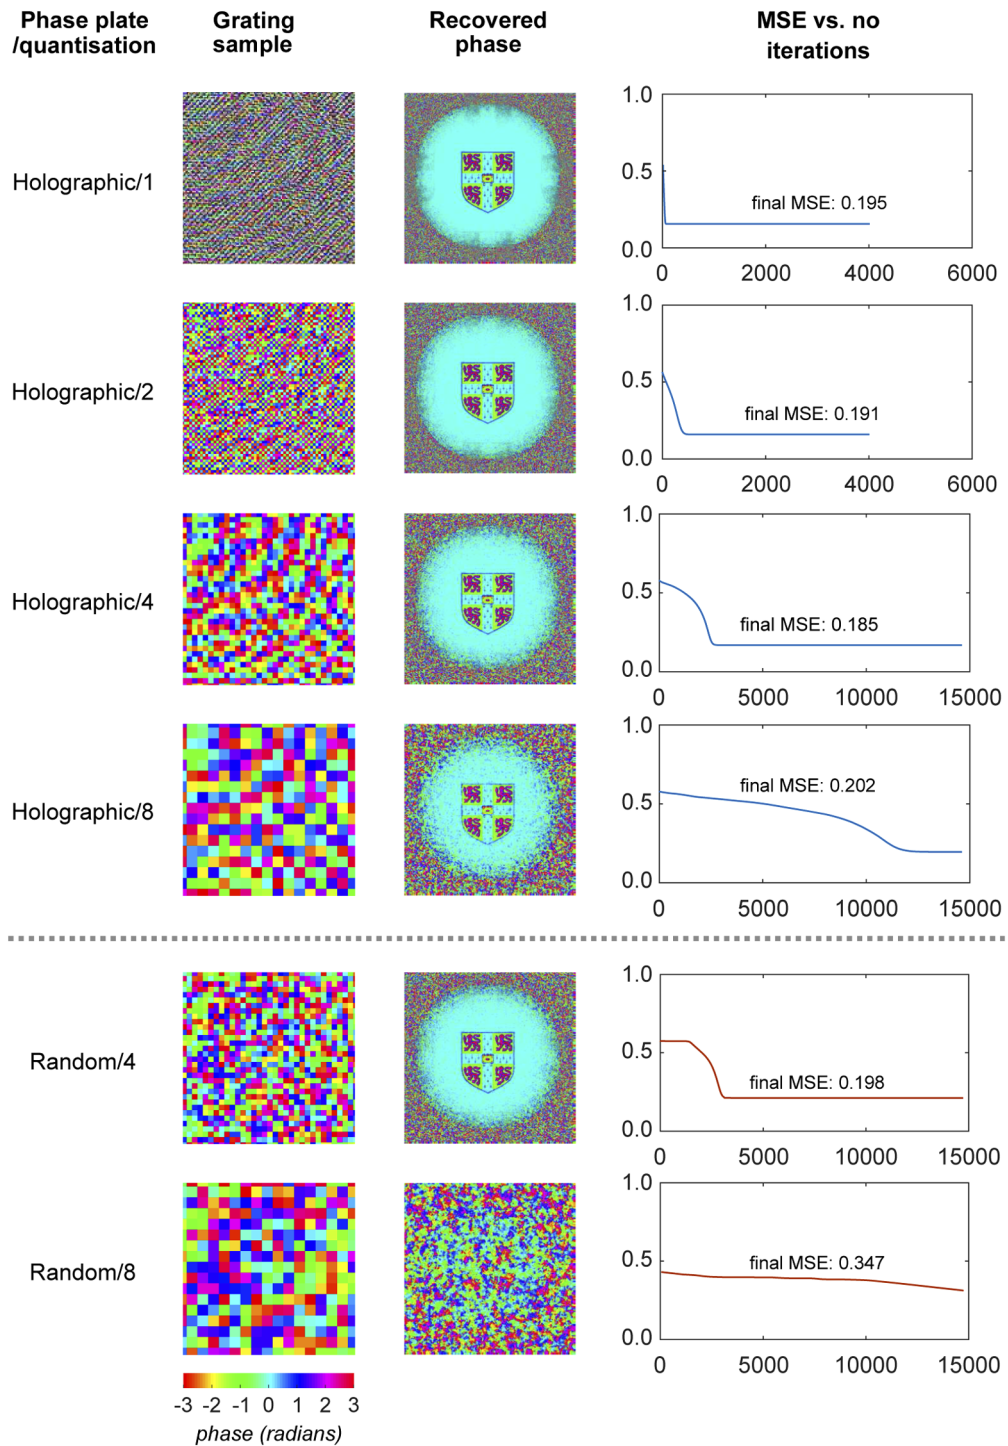 Phase plate
/quantisation
Grating
sample
Recovered
phase
MSE vs. no
iterations
Holographic/1
1.0
0.5
0.0
final MSE: 0.195
0 2000 4000 6000
Holographic/2
1.0
0.5
0.0
final MSE: 0.191
0 2000 4000 6000
Holographic/4
1.0
0.5
0.0
final MSE: 0.185
0 5000 10000 15000
Holographic/8
1.0
0.5
0.0
final MSE: 0.202
0 5000 10000 15000
Random/4
1.0
0.5
0.0
final MSE: 0.198
0 5000 10000 15000
Random/8
1.0
0.5
0.0
final MSE: 0.347
0 5000 10000 15000
-3 -2 -1 0 1 2 3
phase (radians)